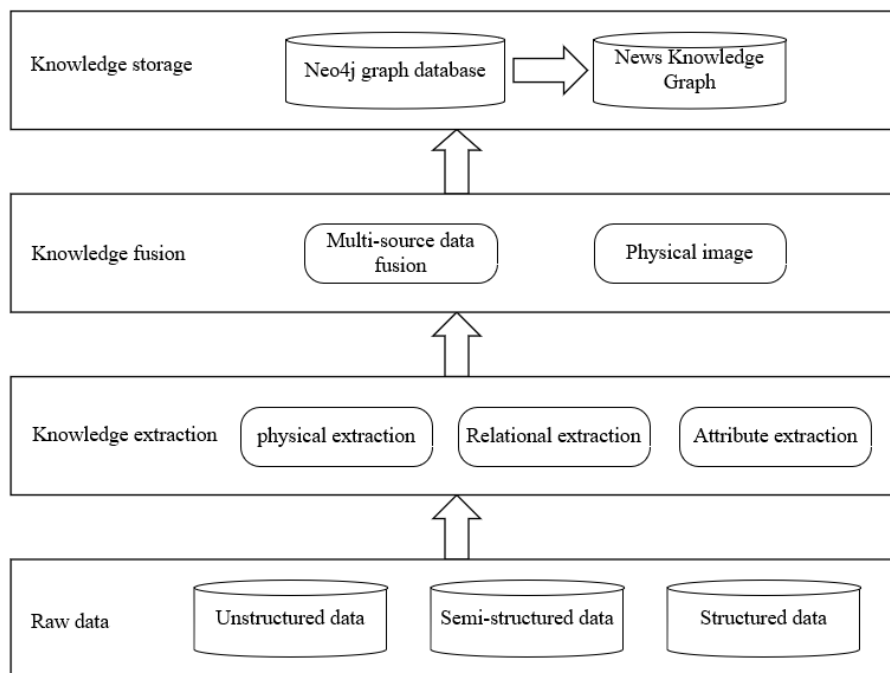 Knowledge storage
Neo4j graph database
News Knowledge
Graph
Knowledge fusion
Multi-source data
fusion
Physical image
Knowledge extraction
physical extraction
Relational extraction
Attribute extraction
Raw data
Unstructured data
Semi-structured data
Structured data